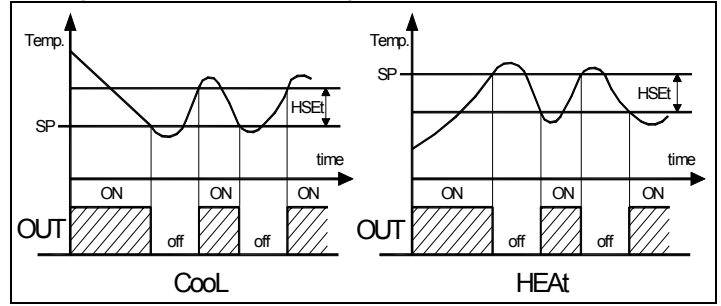 Temp.
HSEt
SP
time
ON
ON
ON
OUT
off
off
CooL
Temp.
SP
HSEt
time
ON
ON
ON
OUT
off
off
HEAt